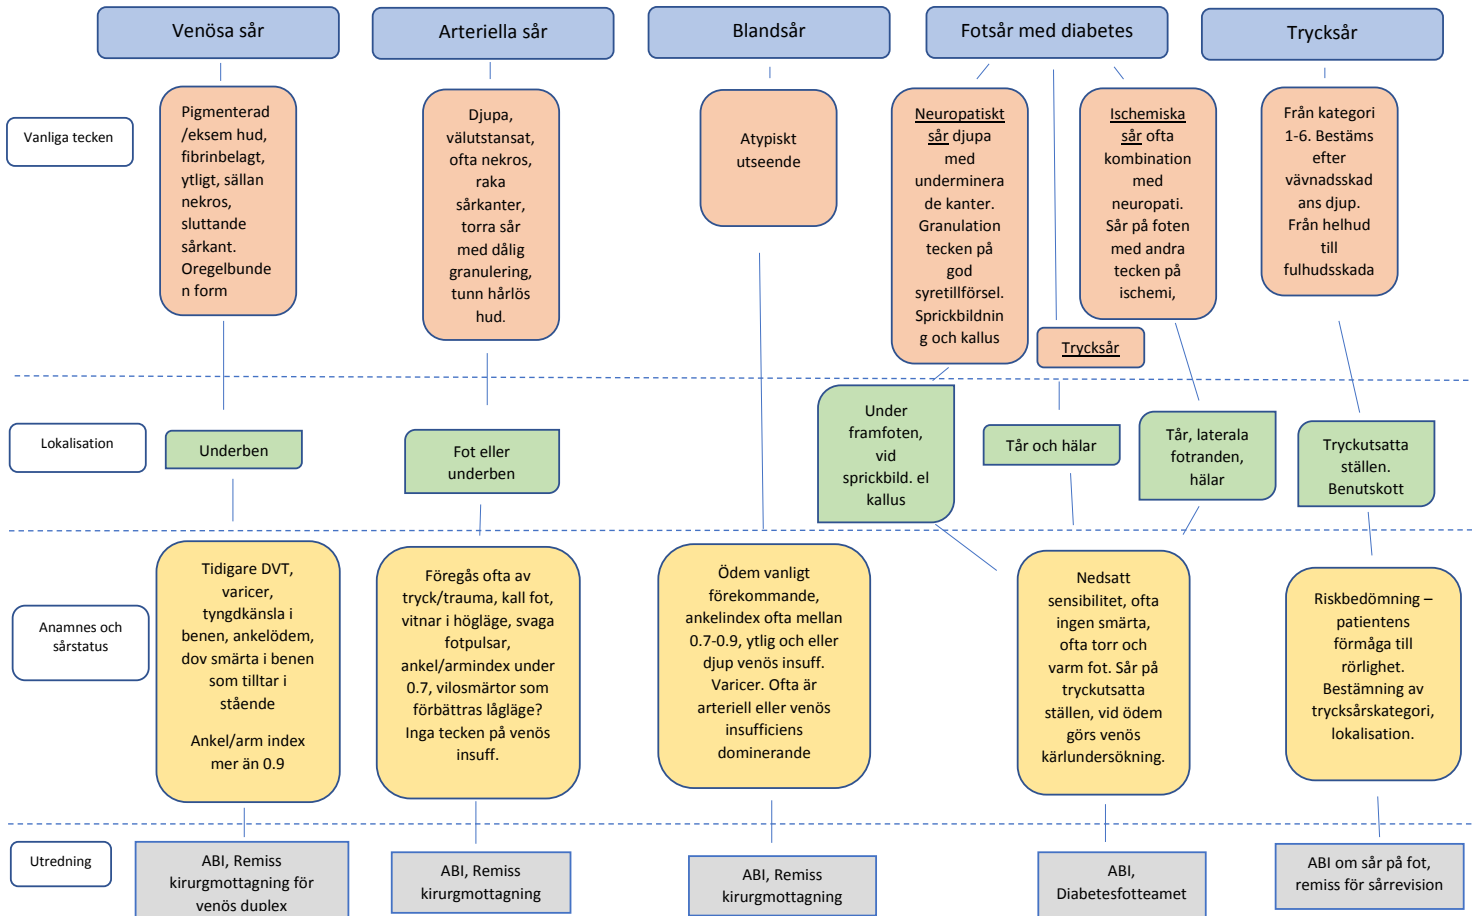 Venösa sår
Arteriella sår
Blandsår
Fotsår med diabetes
Trycksår
Vanliga tecken
Pigmenterad
/eksem hud,
fibrinbelagt,
ytligt, sällan
nekros,
sluttande
sårkant.
Oregelbunde
n form
Djupa,
välutstansat,
ofta nekros,
raka
sårkanter,
torra sår
med dålig
granulering,
tunn hårlös
hud.
Atypiskt
utseende
Neuropatiskt
sår djupa
med
underminera
de kanter.
Granulation
tecken på
god
syretillförsel.
Sprickbildnin
g och kallus
Trycksår
Ischemiska
sår ofta
kombination
med
neuropati.
Sår på foten
med andra
tecken på
ischemi,
Från kategori
1-6. Bestäms
efter
vävnadsskad
ans djup.
Från helhud
till
fulhudsskada
Lokalisation
Underben
Fot eller
underben
Under
framfoten,
vid
sprickbild. el
kallus
Tår och hälar
Tår, laterala
fotranden,
hälar
Tryckutsatta
ställen.
Benutskott
Anamnes och
sårstatus
Tidigare DVT,
varicer,
tyngdkänsla i
benen, ankelödem,
dov smärta i benen
som tilltar i
stående
Ankel/arm index
mer än 0.9
Föregås ofta av
tryck/trauma, kall fot,
vitnar i högläge, svaga
fotpulsar,
ankel/armindex under
0.7, vilosmärtor som
förbättras lågläge?
Inga tecken på venös
insuff.
Ödem vanligt
förekommande,
ankelindex ofta mellan
0.7-0.9, ytlig och eller
djup venös insuff.
Varicer. Ofta är
arteriell eller venös
insufficiens
dominerande
Nedsatt
sensibilitet, ofta
ingen smärta,
ofta torr och
varm fot. Sår på
tryckutsatta
ställen, vid ödem
görs venös
kärlundersökning.
Riskbedömning –
patientens
förmåga till
rörlighet.
Bestämning av
trycksårskategori,
lokalisation.
Utredning
ABI, Remiss
kirurgmottagning för
venös duplex
ABI, Remiss
kirurgmottagning
ABI, Remiss
kirurgmottagning
ABI,
Diabetesfotteamet
ABI om sår på fot,
remiss för sårrevision